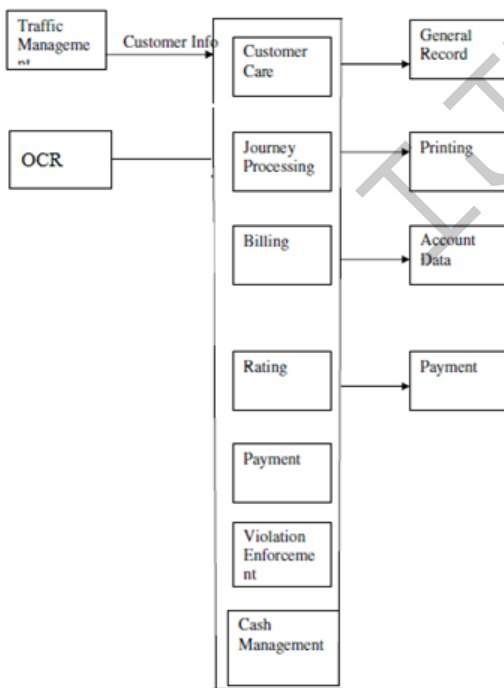 Traffic
Manageme
nt
Customer Info
OCR
Customer
Care
Journey
Processing
Billing
Rating
Payment
Violation
Enforceme
nt
Cash
Management
General
Record
Printing
Account
Data
Payment